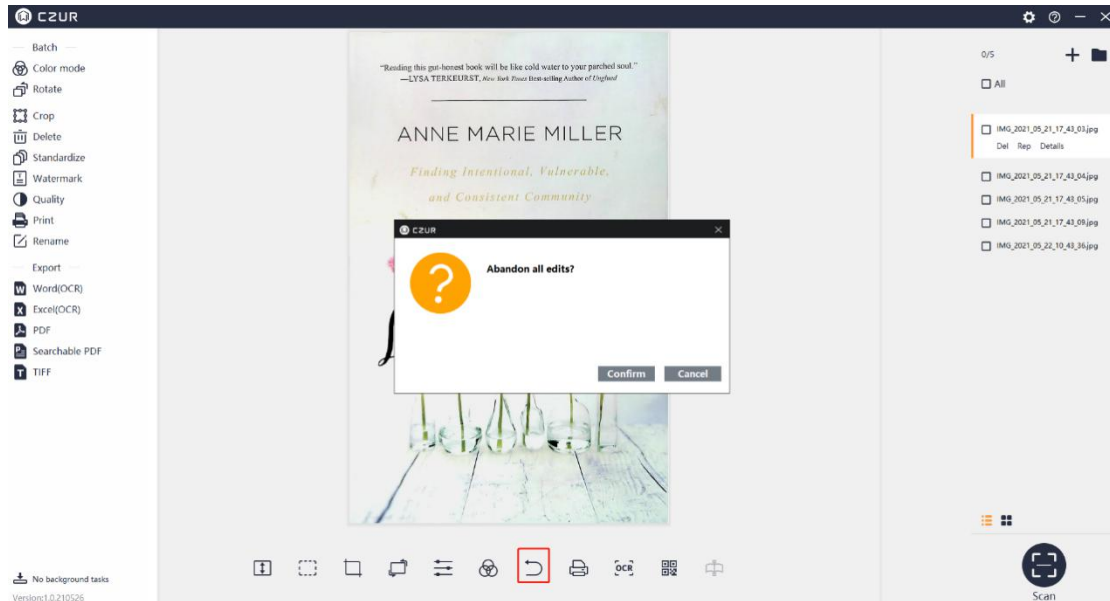 CZUR
Batch
Color mode
Rotate
Crop
Delete
Standardize
Watermark
Quality
Print
Rename
Export
Word(OCR)
Excel(OCR)
PDF
Searchable PDF
TIFF
No background tasks
Version:1.0.210526
“Reading this gut-honest book will be like cold water to your parched soul.”
—LYSA TERKEURST, New York Times Best-selling Author of Unglued
ANNE MARIE MILLER
Finding Intentional, Vulnerable,
and Consistent Community
CZUR
Abandon all edits?
Confirm Cancel
OCR
0/5
All
IMG_2021_05_21_17_43_03.jpg
Del Rep Details
IMG_2021_05_21_17_43_04.jpg
IMG_2021_05_21_17_43_05.jpg
IMG_2021_05_21_17_43_09.jpg
IMG_2021_05_22_10_43_36.jpg
Scan